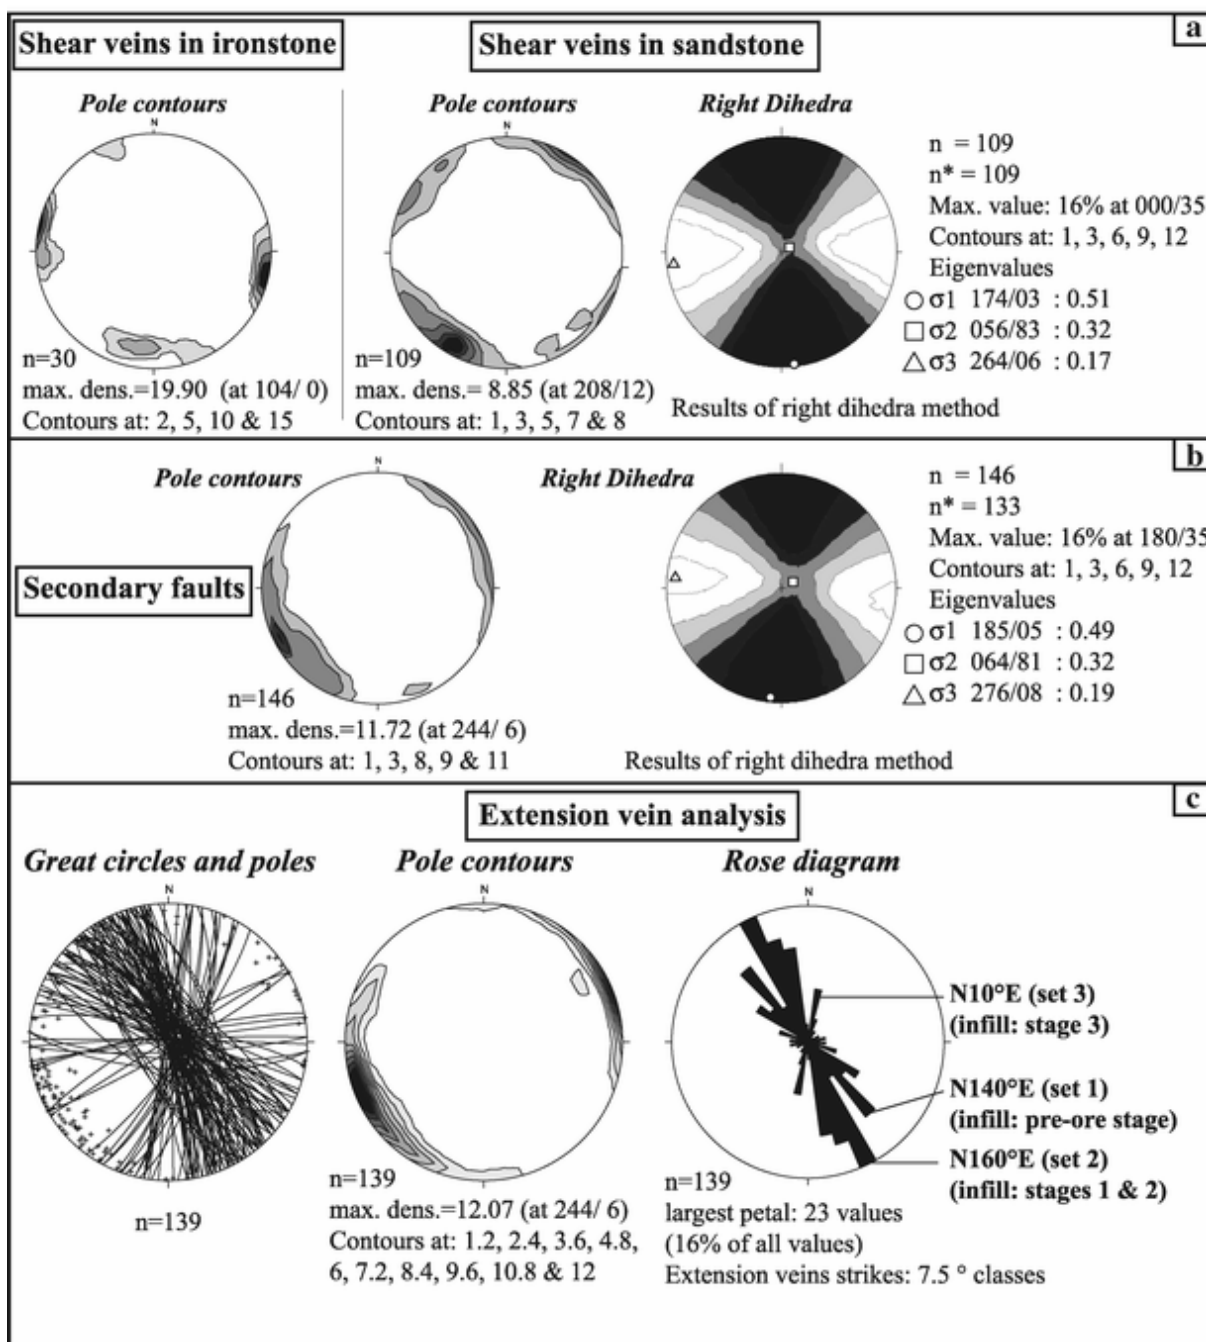 a
Shear veins in ironstone
Shear veins in sandstone
Pole contours
N
n=30
max. dens.=19.90 (at 104/ 0)
Contours at: 2, 5, 10 & 15
Pole contours
N
n=109
max. dens.= 8.85 (at 208/12)
Contours at: 1, 3, 5, 7 & 8
Right Dihedra
n = 109
n* = 109
Max. value: 16% at 000/35
Contours at: 1, 3, 6, 9, 12
Eigenvalues
σ1 174/03 : 0.51
σ2 056/83 : 0.32
σ3 264/06 : 0.17
Results of right dihedra method
b
Secondary faults
Pole contours
N
n=146
max. dens.=11.72 (at 244/ 6)
Contours at: 1, 3, 8, 9 & 11
Right Dihedra
n = 146
n* = 133
Max. value: 16% at 180/35
Contours at: 1, 3, 6, 9, 12
Eigenvalues
σ1 185/05 : 0.49
σ2 064/81 : 0.32
σ3 276/08 : 0.19
Results of right dihedra method
c
Extension vein analysis
Great circles and poles
N
n=139
Pole contours
N
n=139
max. dens.=12.07 (at 244/ 6)
Contours at: 1.2, 2.4, 3.6, 4.8,
6, 7.2, 8.4, 9.6, 10.8 & 12
Rose diagram
N
N10°E (set 3)
(infill: stage 3)
N140°E (set 1)
(infill: pre-ore stage)
N160°E (set 2)
(infill: stages 1 & 2)
n=139
largest petal: 23 values
(16% of all values)
Extension veins strikes: 7.5 ° classes